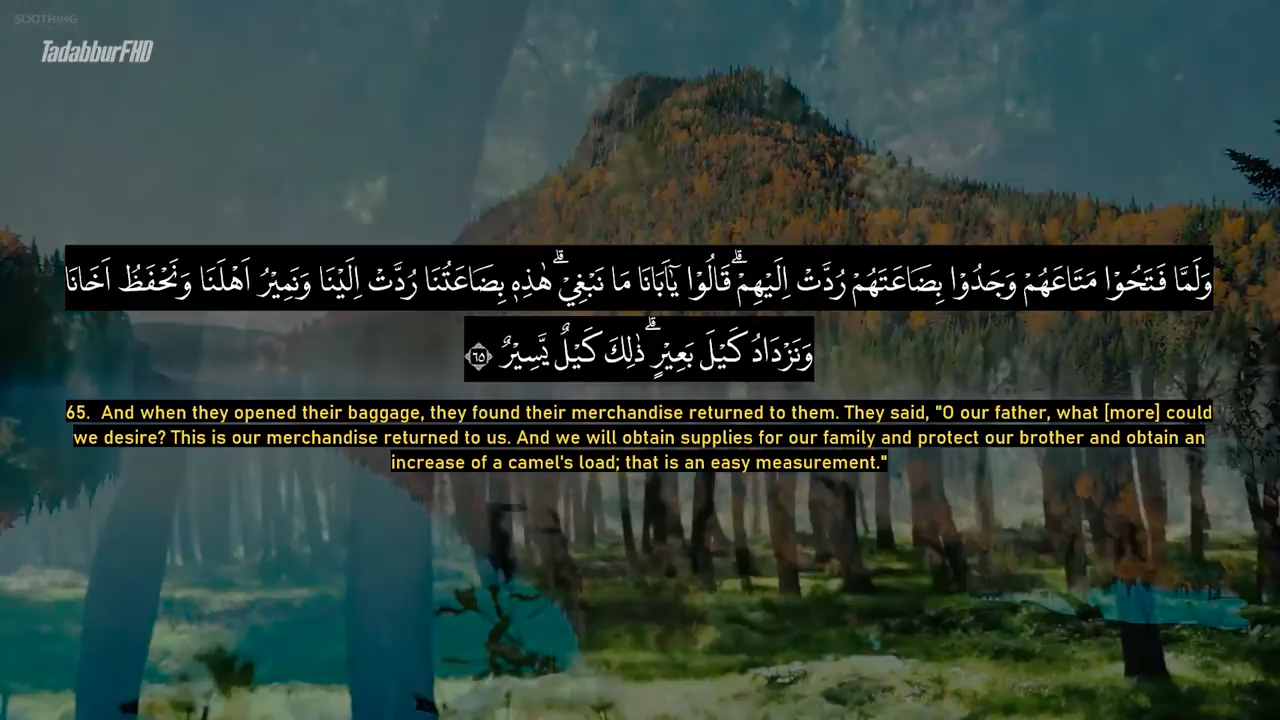 SOOTHING
TadabburFHD
وَلَمَّا فَتَحُوْا مَتَاعَهُمْ وَجَدُوْا بِضَاعَتَهُمْ رُدَّتْ اِلَيْهِمْۗ قَالُوْا يٰٓاَبَانَا مَا نَبْغِيْۗ هٰذِهٖ بِضَاعَتُنَا رُدَّتْ اِلَيْنَا وَنَمِيْرُ اَهْلَنَا وَنَحْفَظُ اَخَانَا
وَنَزْدَادُ كَيْلَ بَعِيْرٍۗ ذٰلِكَ كَيْلٌ يَّسِيْرٌ ٦٥
65. And when they opened their baggage, they found their merchandise returned to them. They said, "O our father, what [more] could
we desire? This is our merchandise returned to us. And we will obtain supplies for our family and protect our brother and obtain an
increase of a camel's load; that is an easy measurement."